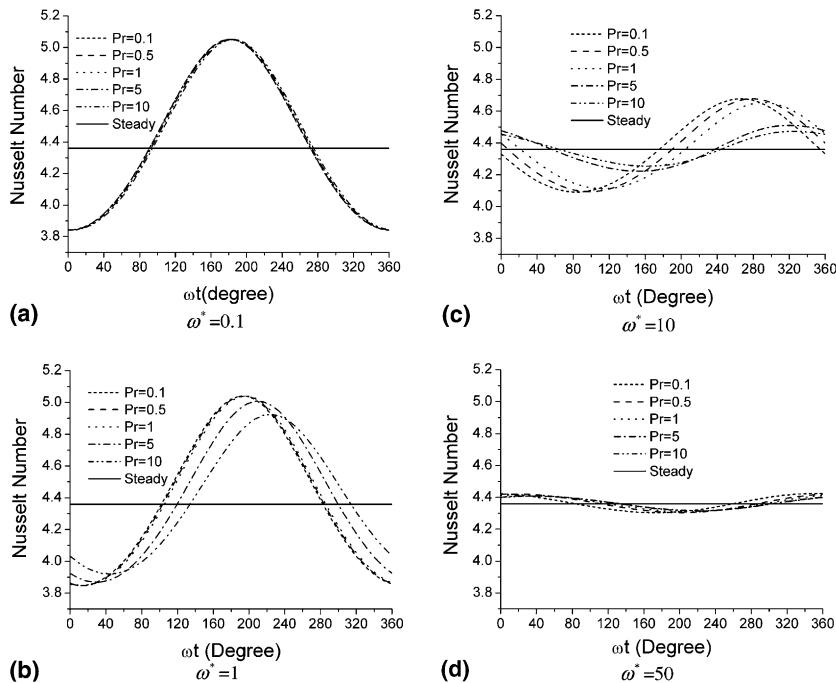 5.2
5.0
4.8
4.6
4.4
4.2
4.0
3.8
Nusselt Number
Pr=0.1
Pr=0.5
Pr=1
Pr=5
Pr=10
Steady
0 40 80 120 160 200 240 280 320 360
ωt(degree)
(a)
ω*=0.1
5.2
5.0
4.8
4.6
4.4
4.2
4.0
3.8
Nusselt Number
Pr=0.1
Pr=0.5
Pr=1
Pr=5
Pr=10
Steady
0 40 80 120 160 200 240 280 320 360
ωt (Degree)
(c)
ω*=10
5.2
5.0
4.8
4.6
4.4
4.2
4.0
3.8
Nusselt Number
Pr=0.1
Pr=0.5
Pr=1
Pr=5
Pr=10
Steady
0 40 80 120 160 200 240 280 320 360
ωt (Degree)
(b)
ω*=1
5.2
5.0
4.8
4.6
4.4
4.2
4.0
3.8
Nusselt Number
Pr=0.1
Pr=0.5
Pr=1
Pr=5
Pr=10
Steady
0 40 80 120 160 200 240 280 320 360
ωt (Degree)
(d)
ω*=50